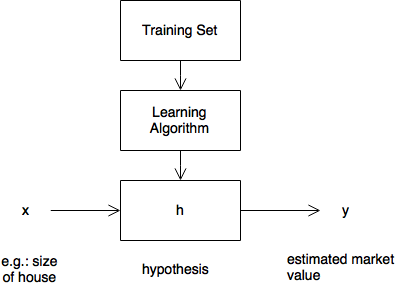 Training Set
Learning
Algorithm
x
h
y
e.g.: size
of house
hypothesis
estimated market
value